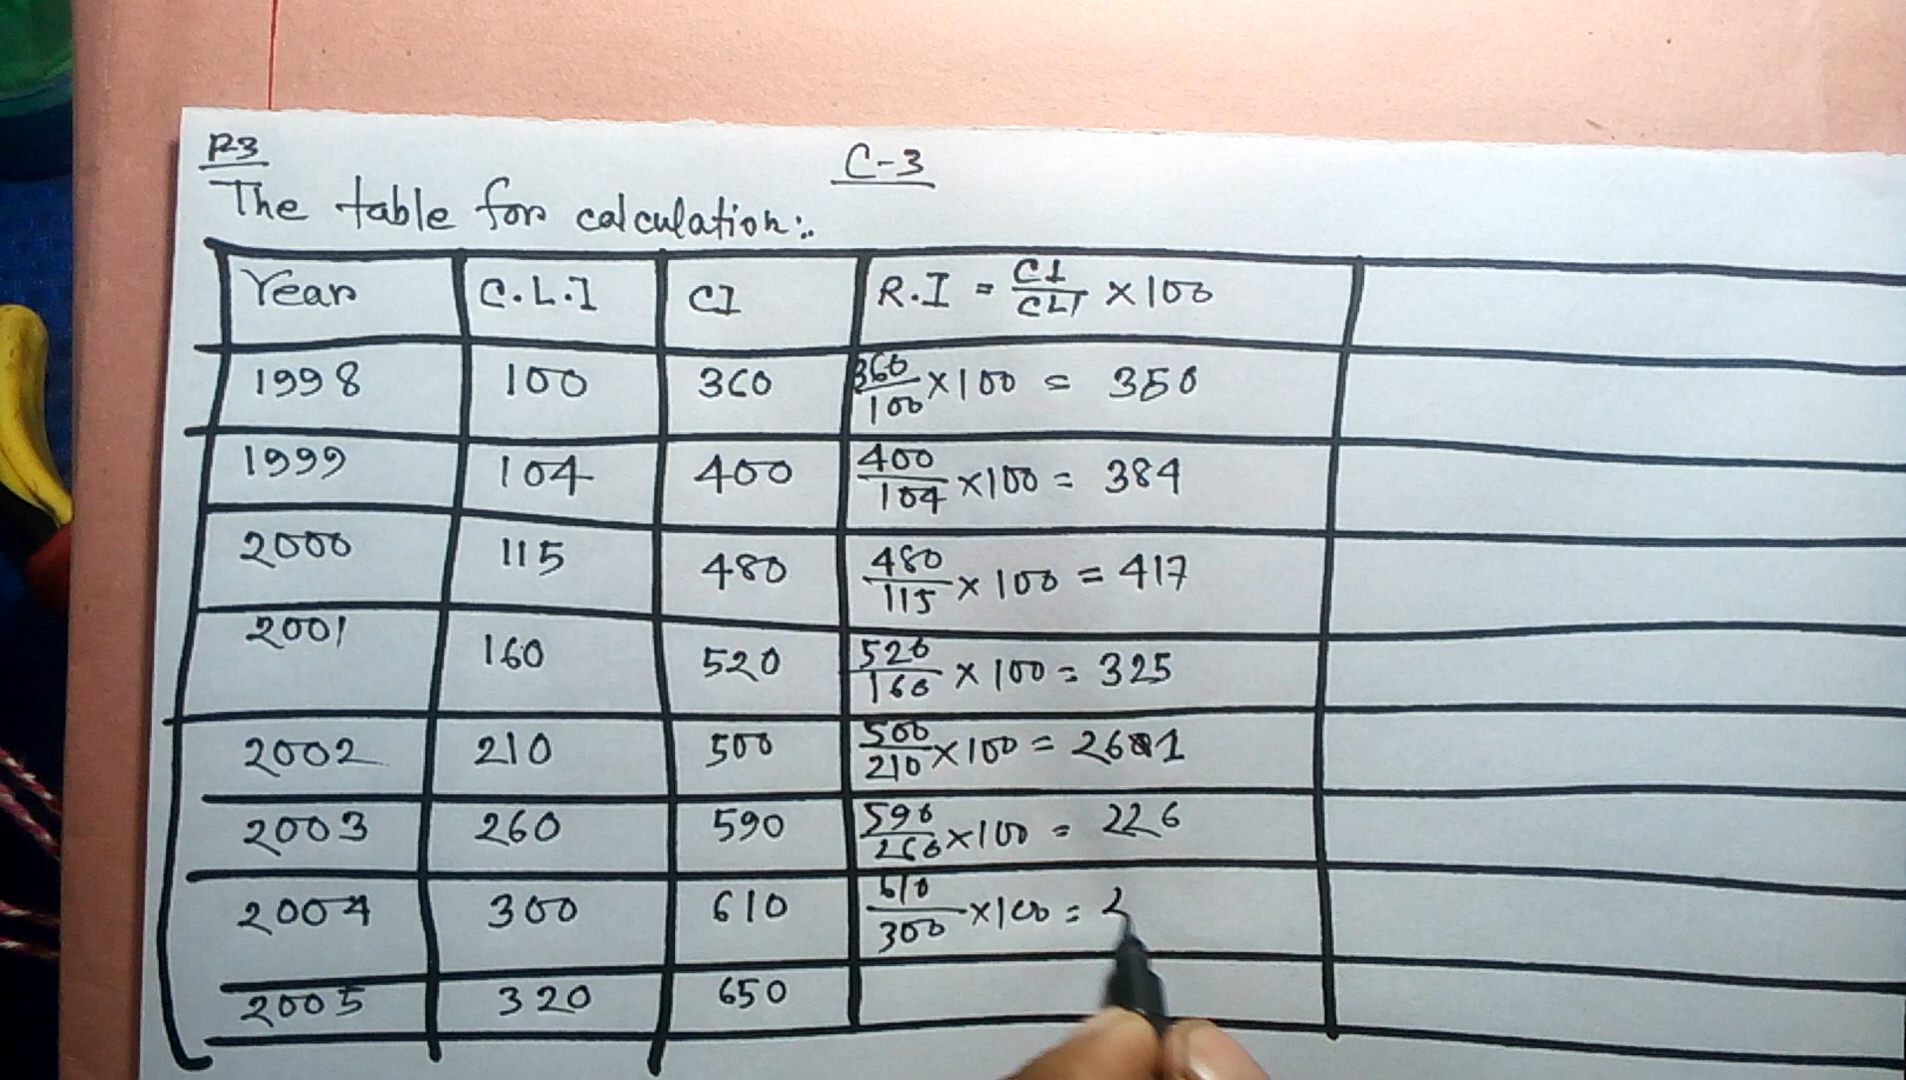 P-3
C-3
The table for calculation:.
Year C.L.I CI R.I = CI/CLI × 100
1998 100 360 360/100 × 100 = 360
1999 104 400 400/104 × 100 = 384
2000 115 480 480/115 × 100 = 417
2001 160 520 520/160 × 100 = 325
2002 210 500 500/210 × 100 =
2003 260 590 590/260 × 100 = 226
2004 300 610 610/300 × 100 = 2
2005 320 650